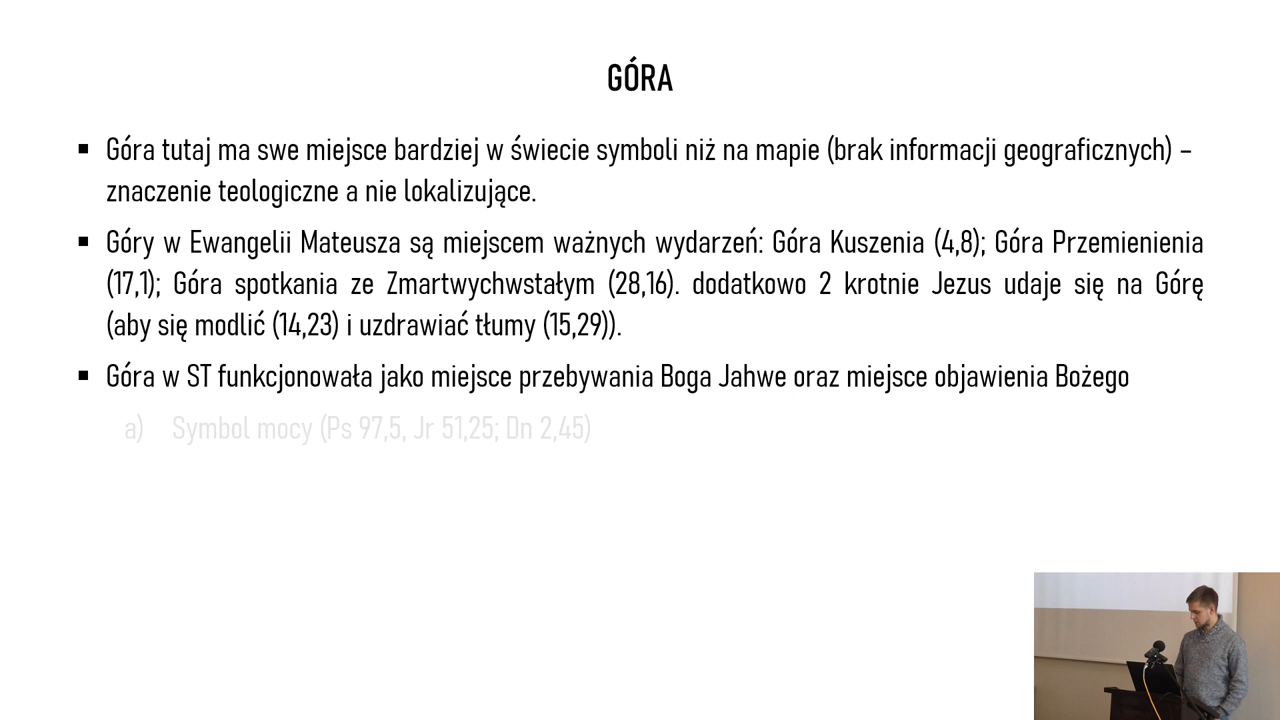 GÓRA
▪ Góra tutaj ma swe miejsce bardziej w świecie symboli niż na mapie (brak informacji geograficznych) –
znaczenie teologiczne a nie lokalizujące.
▪ Góry w Ewangelii Mateusza są miejscem ważnych wydarzeń: Góra Kuszenia (4,8); Góra Przemienienia
(17,1); Góra spotkania ze Zmartwychwstałym (28,16). dodatkowo 2 krotnie Jezus udaje się na Górę
(aby się modlić (14,23) i uzdrawiać tłumy (15,29)).
▪ Góra w ST funkcjonowała jako miejsce przebywania Boga Jahwe oraz miejsce objawienia Bożego
a) Symbol mocy (Ps 97,5, Jr 51,25; Dn 2,45)